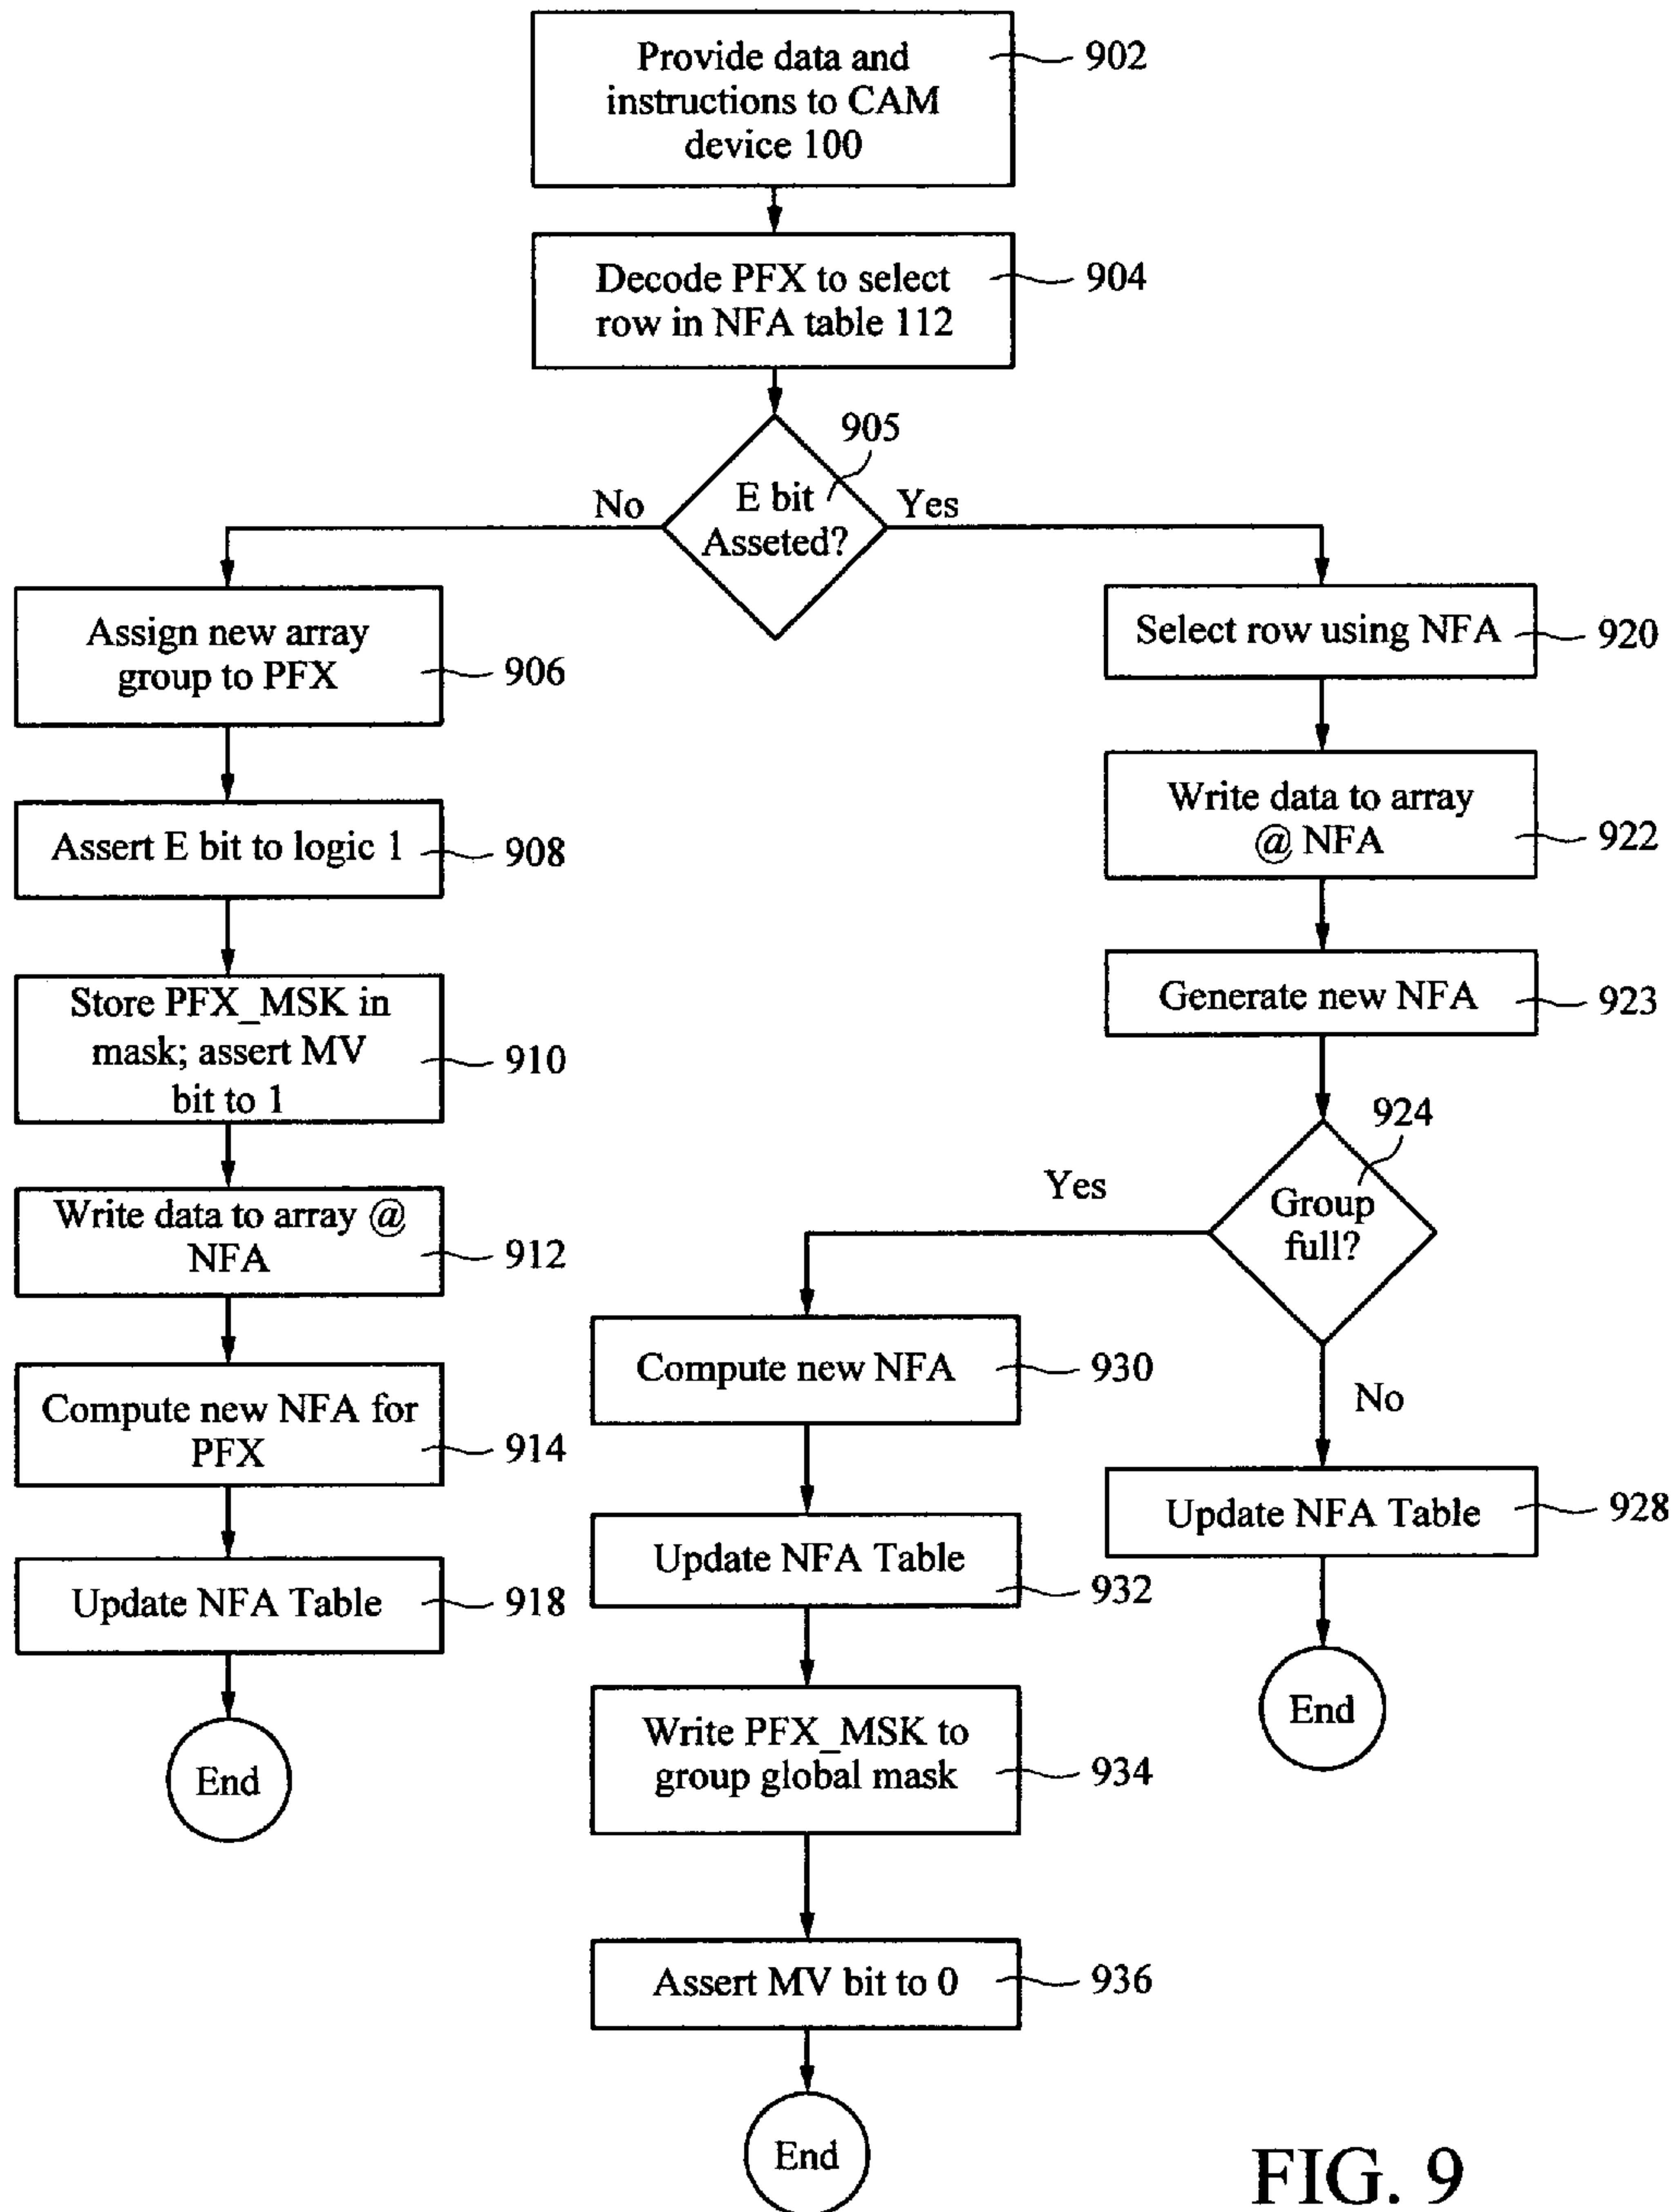 Provide data and
instructions to CAM
device 100
902
Decode PFX to select
row in NFA table 112
904
905
E bit
Asseted?
No
Yes
Assign new array
group to PFX
906
Assert E bit to logic 1
908
Store PFX_MSK in
mask; assert MV
bit to 1
910
Write data to array @
NFA
912
Compute new NFA for
PFX
914
Update NFA Table
918
End
Select row using NFA
920
Write data to array
@ NFA
922
Generate new NFA
923
924
Group
full?
Yes
No
Compute new NFA
930
Update NFA Table
932
Write PFX_MSK to
group global mask
934
Assert MV bit to 0
936
End
Update NFA Table
928
End
FIG. 9